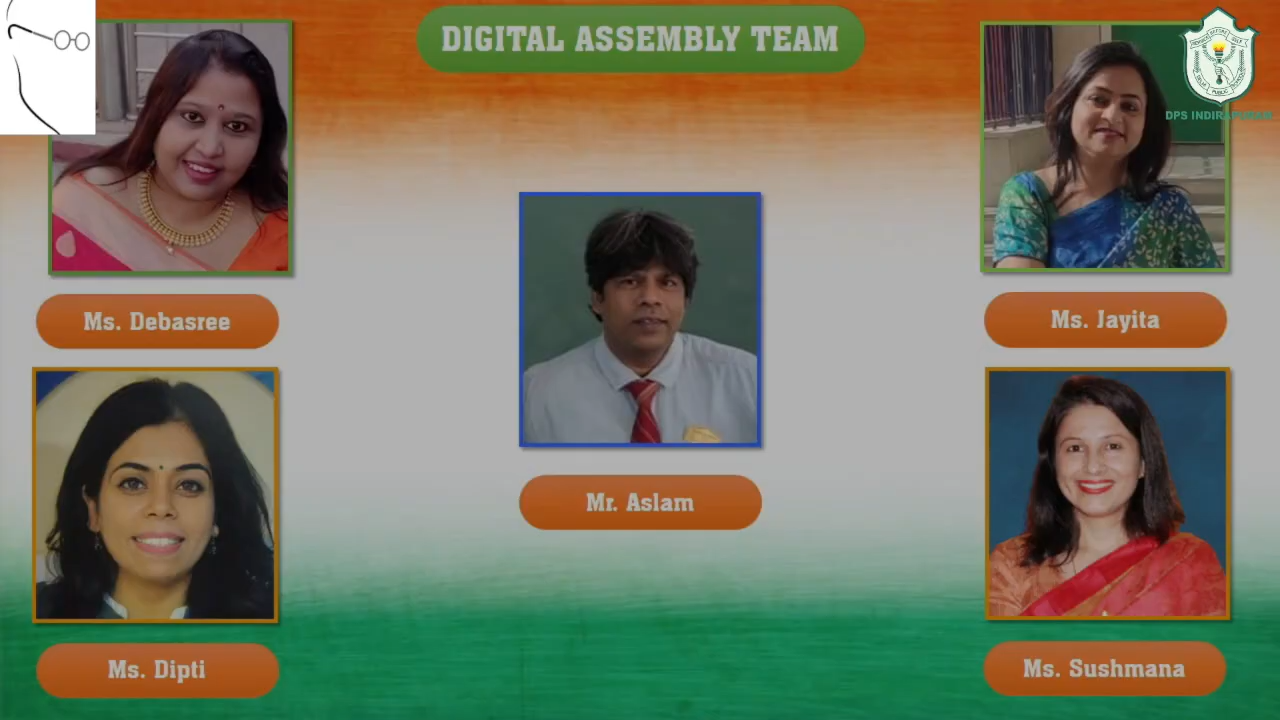 DIGITAL ASSEMBLY TEAM
DPS INDIRAPURAM
Ms. Debasree
Ms. Jayita
Mr. Aslam
Ms. Dipti
Ms. Sushmana